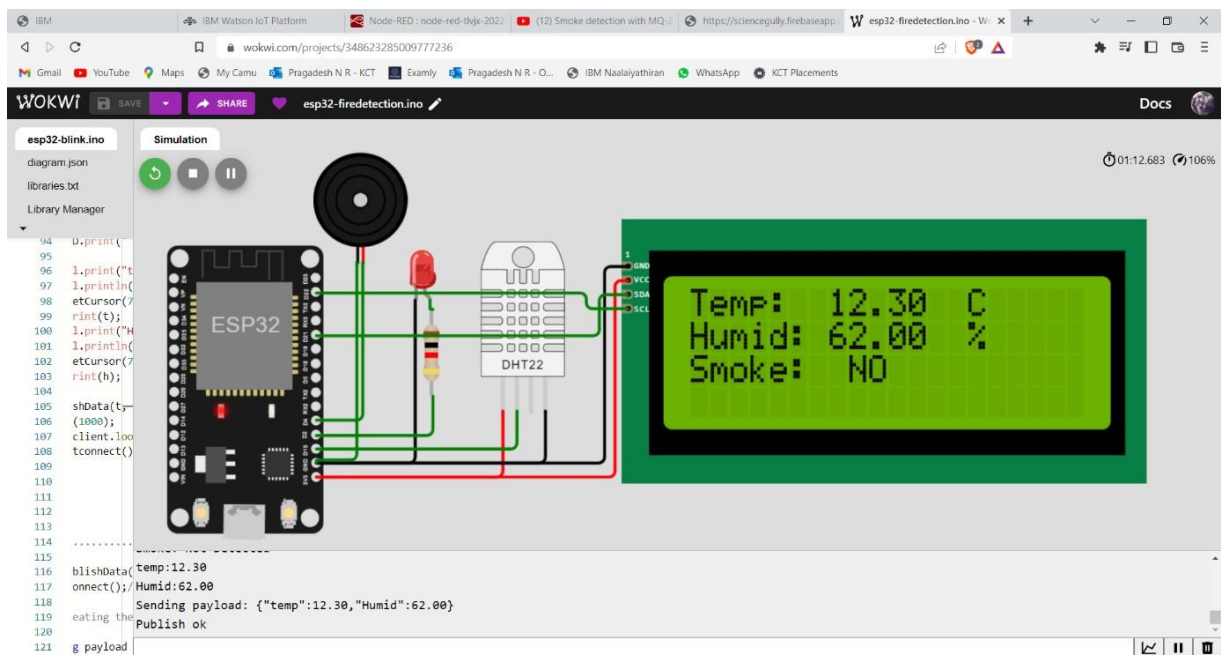 IBM
IBM Watson IoT Platform
Node-RED : node-red-tlvjx-2022
(12) Smoke detection with MQ-2
https://sciencegully.firebaseapp.
esp32-firedetection.ino - Wo
wokwi.com/projects/348623285009777236
Gmail YouTube Maps My Camu Pragadesh N R - KCT Examly Pragadesh N R - O... IBM Naalaiyathiran WhatsApp KCT Placements
WOKWi SAVE SHARE esp32-firedetection.ino Docs
esp32-blink.ino
diagram.json
libraries.txt
Library Manager
Simulation
01:12.683 106%
94 D.print(
95
96 l.print("t
97 l.println(
98 etCursor(7
99 rint(t);
100 l.print("H
101 l.println(
102 etCursor(7
103 rint(h);
104
105 shData(t,
106 (1000);
107 client.loo
108 tconnect()
109
110
111
112
113
114 ..........
115
116 blishData(
117 onnect();/
118
119 eating the
120
121 g payload
ESP32
DHT22
1
GND
VCC
SDA
SCL
Temp: 12.30 C
Humid: 62.00 %
Smoke: NO
temp:12.30
Humid:62.00
Sending payload: {"temp":12.30,"Humid":62.00}
Publish ok